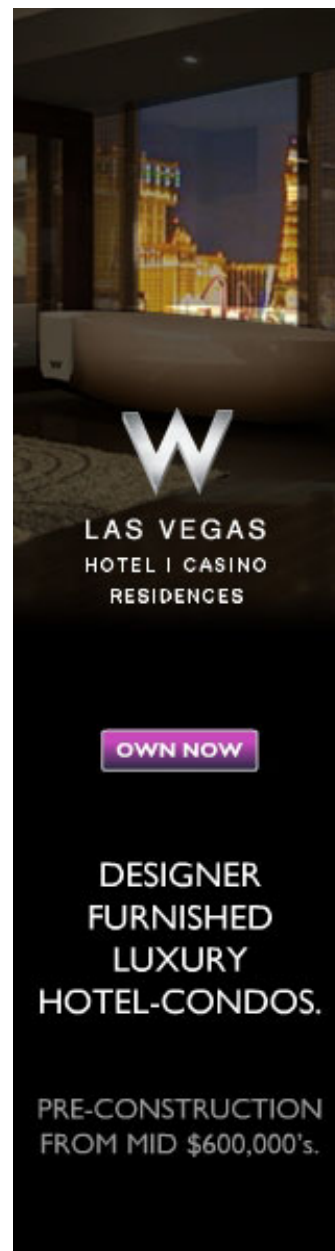 W
LAS VEGAS
HOTEL | CASINO
RESIDENCES
OWN NOW
DESIGNER
FURNISHED
LUXURY
HOTEL-CONDOS.
PRE-CONSTRUCTION
FROM MID $600,000's.